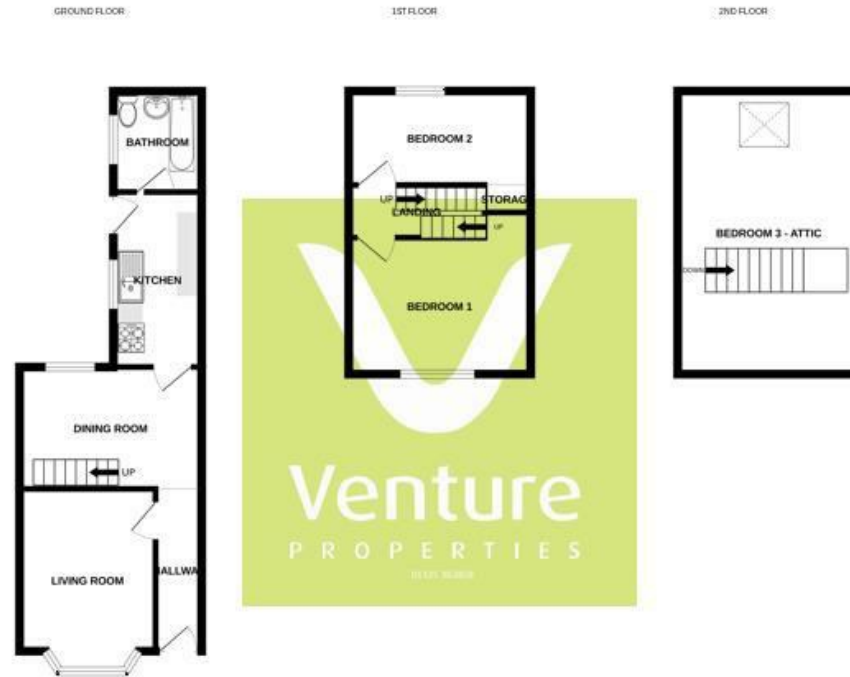 GROUND FLOOR
1ST FLOOR
2ND FLOOR
BATHROOM
KITCHEN
DINING ROOM
UP
LIVING ROOM
HALLWA
BEDROOM 2
UP
STORAG
LANDING
UP
BEDROOM 1
BEDROOM 3 - ATTIC
DOWN
Venture
PROPERTIES